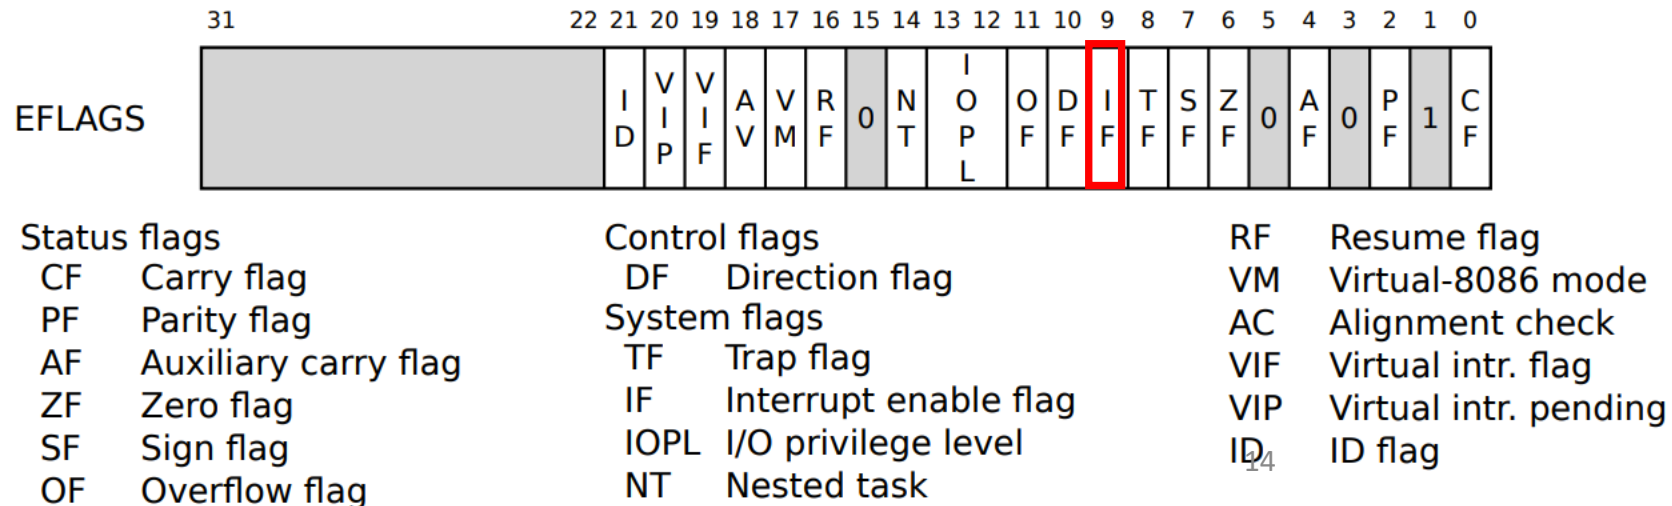 31 22 21 20 19 18 17 16 15 14 13 12 11 10 9 8 7 6 5 4 3 2 1 0
EFLAGS
ID VIP VIF AV VM RF 0 NT IOPL OF DF IF TF SF ZF 0 AF 0 PF 1 CF
Status flags
CF Carry flag
PF Parity flag
AF Auxiliary carry flag
ZF Zero flag
SF Sign flag
OF Overflow flag
Control flags
DF Direction flag
System flags
TF Trap flag
IF Interrupt enable flag
IOPL I/O privilege level
NT Nested task
RF Resume flag
VM Virtual-8086 mode
AC Alignment check
VIF Virtual intr. flag
VIP Virtual intr. pending
ID ID flag
14